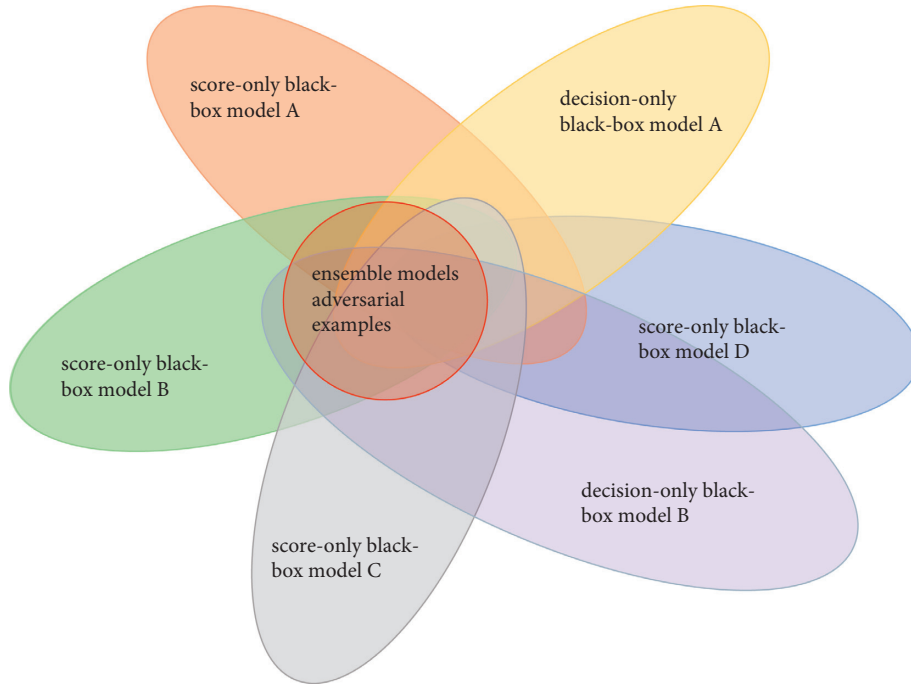 score-only black-
box model A
decision-only
black-box model A
ensemble models
adversarial
examples
score-only black-
box model D
score-only black-
box model B
decision-only black-
box model B
score-only black-
box model C